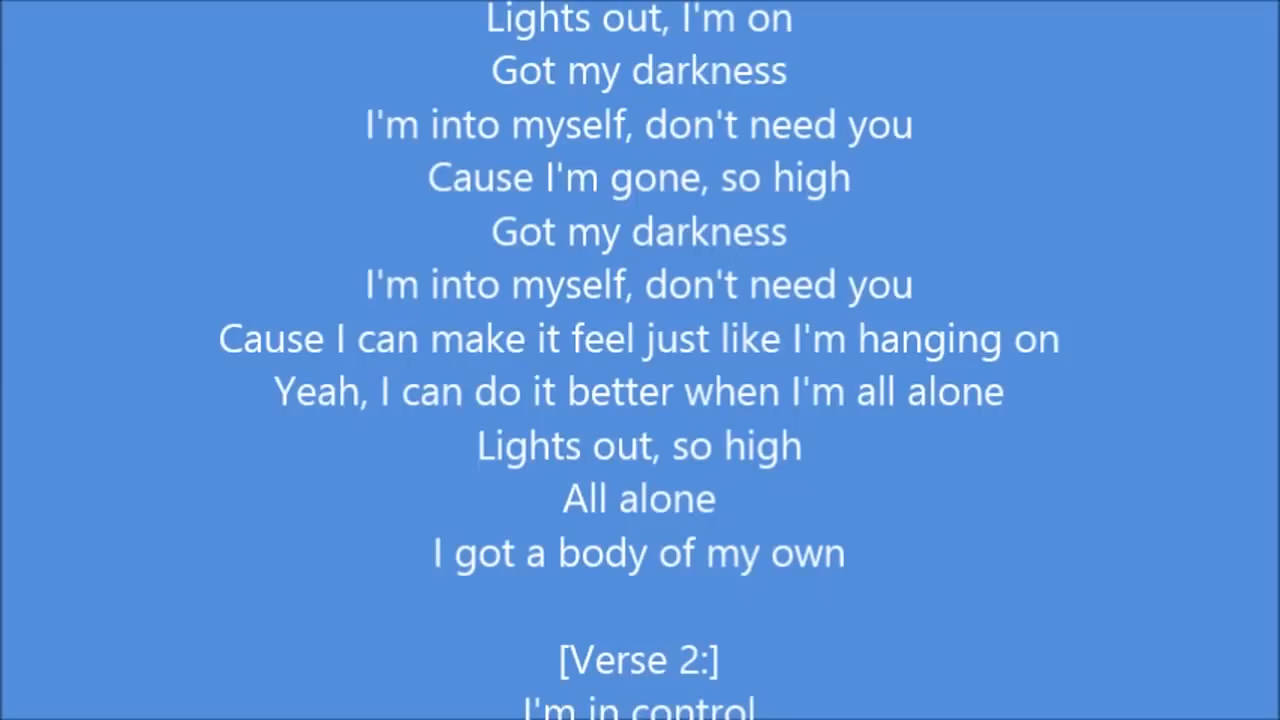 Lights out, I'm on
Got my darkness
I'm into myself, don't need you
Cause I'm gone, so high
Got my darkness
I'm into myself, don't need you
Cause I can make it feel just like I'm hanging on
Yeah, I can do it better when I'm all alone
Lights out, so high
All alone
I got a body of my own
[Verse 2:]
I'm in control